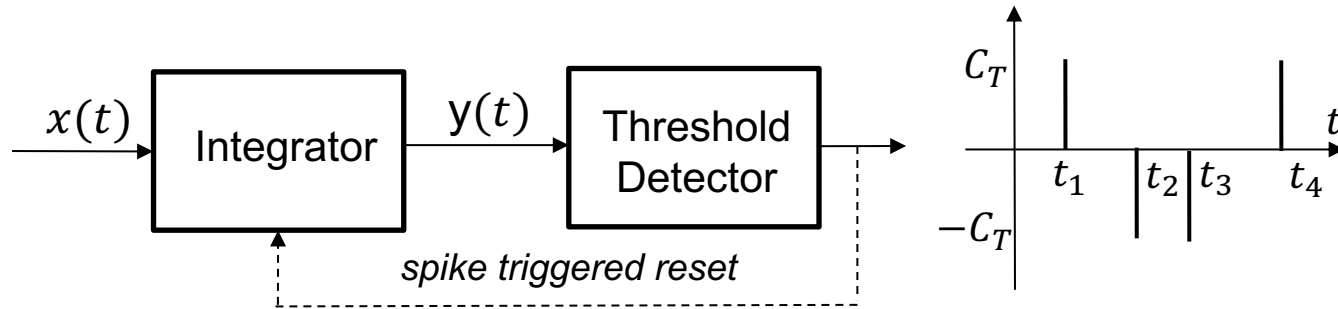 x(t)
Integrator
y(t)
Threshold
Detector
spike triggered reset
C_T
t
t_1
t_2
t_3
t_4
−C_T